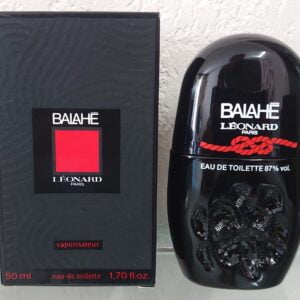 BALAHÉ
LÉONARD
PARIS
vaporisateur
50 ml eau de toilette 1,70 fl.oz.
BALAHÉ
LÉONARD
PARIS
EAU DE TOILETTE 87% vol.